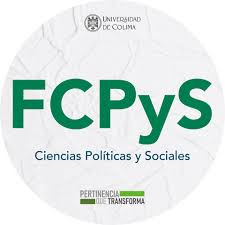 UNIVERSIDAD
DE COLIMA
FCPyS
Ciencias Políticas y Sociales
PERTINENCIA
QUE TRANSFORMA